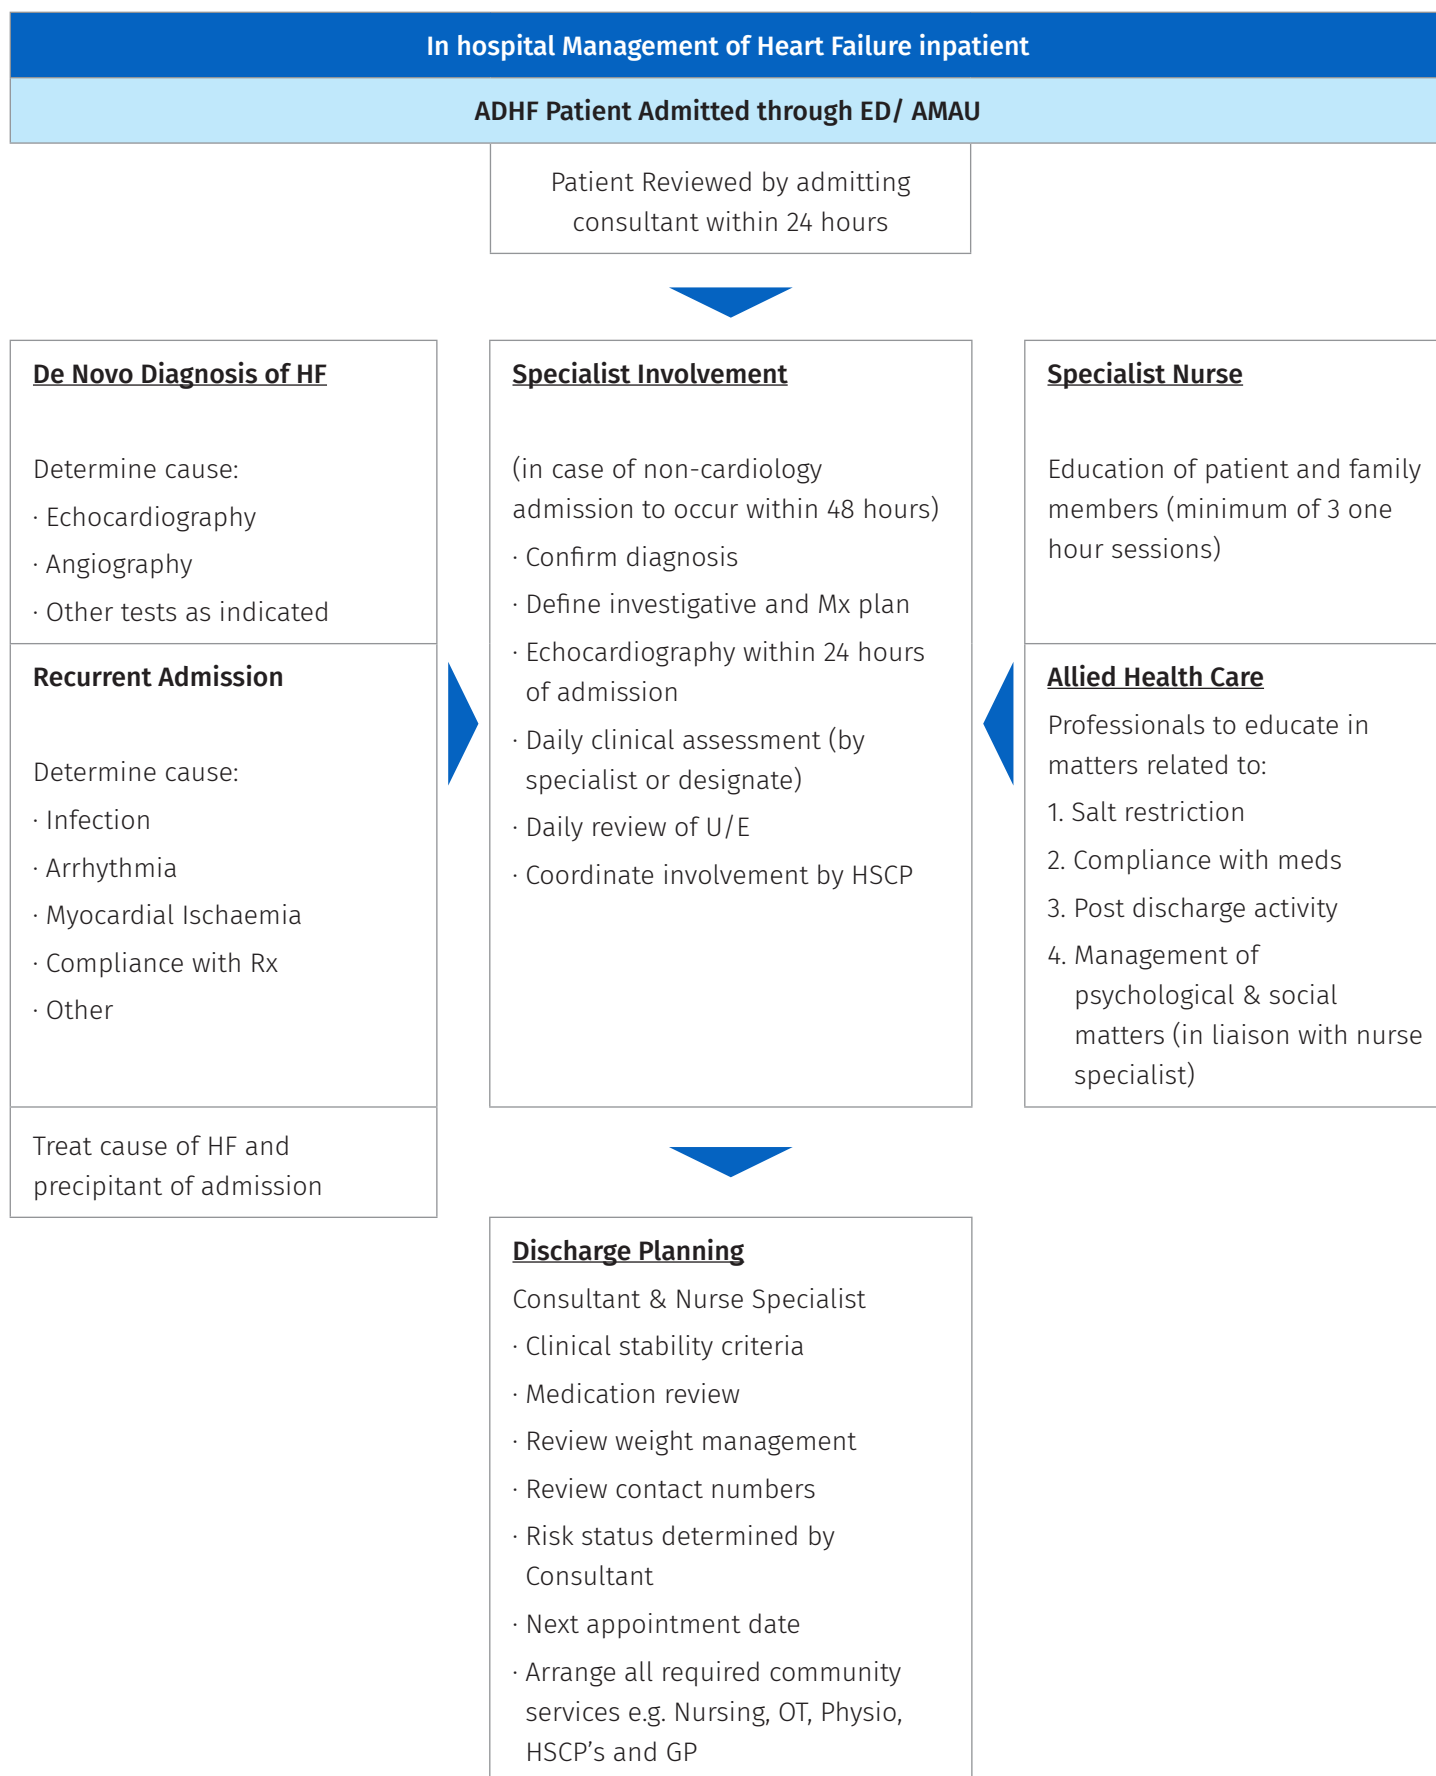 In hospital Management of Heart Failure inpatient
ADHF Patient Admitted through ED/ AMAU
Patient Reviewed by admitting
consultant within 24 hours
De Novo Diagnosis of HF
Determine cause:
· Echocardiography
· Angiography
· Other tests as indicated
Recurrent Admission
Determine cause:
· Infection
· Arrhythmia
· Myocardial Ischaemia
· Compliance with Rx
· Other
Treat cause of HF and
precipitant of admission
Specialist Involvement
(in case of non-cardiology
admission to occur within 48 hours)
· Confirm diagnosis
· Define investigative and Mx plan
· Echocardiography within 24 hours
of admission
· Daily clinical assessment (by
specialist or designate)
· Daily review of U/E
· Coordinate involvement by HSCP
Specialist Nurse
Education of patient and family
members (minimum of 3 one
hour sessions)
Allied Health Care
Professionals to educate in
matters related to:
1. Salt restriction
2. Compliance with meds
3. Post discharge activity
4. Management of
psychological & social
matters (in liaison with nurse
specialist)
Discharge Planning
Consultant & Nurse Specialist
· Clinical stability criteria
· Medication review
· Review weight management
· Review contact numbers
· Risk status determined by
Consultant
· Next appointment date
· Arrange all required community
services e.g. Nursing, OT, Physio,
HSCP’s and GP